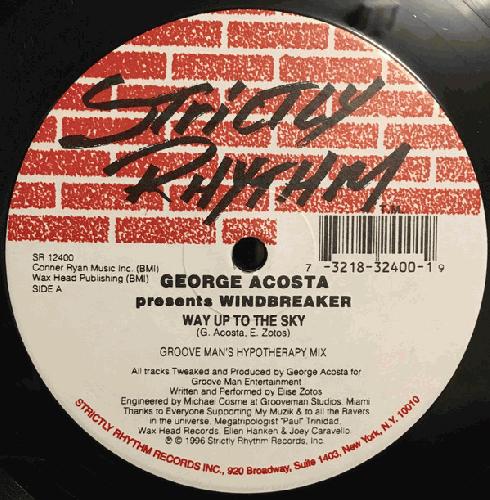 STRICTLY
RHYTHM
T.M.
SR 12400
Conner Ryan Music Inc. (BMI)
Wax Head Publishing (BMI)
SIDE A
7 -3218-32400-1 9
GEORGE ACOSTA
presents WINDBREAKER
WAY UP TO THE SKY
(G. Acosta, E. Zotos)
GROOVE MAN'S HYPOTHERAPY MIX
All tracks Tweaked and Produced by George Acosta for
Groove Man Entertainment
Written and Performed by Elise Zotos
Engineered by Michael Cosme at Grooveman Studios, Miami
Thanks to Everyone Supporting My Muzik & to all the Ravers
in the universe, Megatripologist "Paul" Trinidad,
Wax Head Records, Ellen Hanken & Joey Caravello
℗ © 1996 Strictly Rhythm Records, Inc.
STRICTLY RHYTHM RECORDS INC., 920 Broadway, Suite 1403, New York, N.Y. 10010